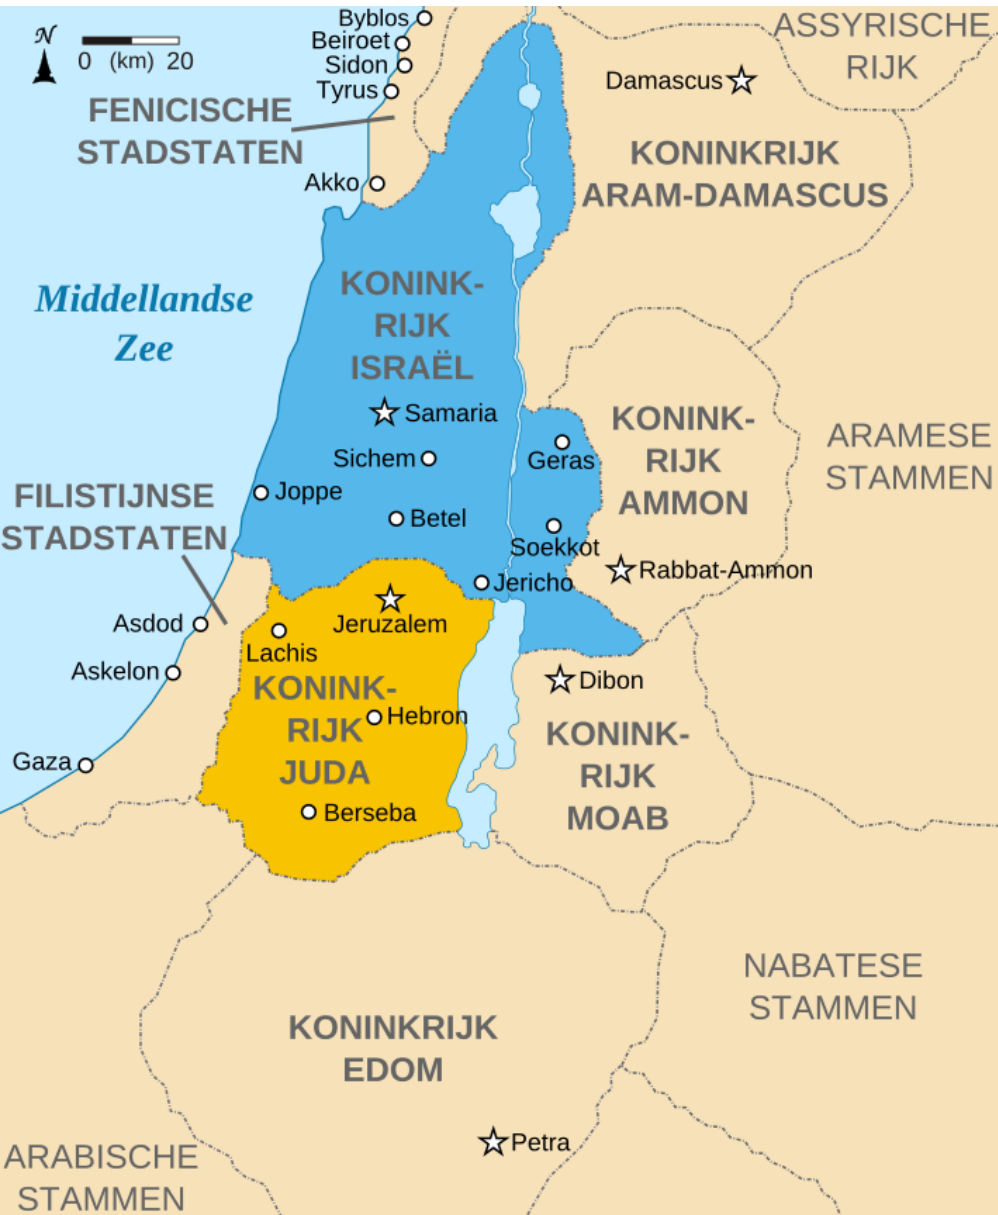 N
0 (km) 20
Byblos
Beiroet
Sidon
Tyrus
FENICISCHE
STADSTATEN
Akko
ASSYRISCHE
RIJK
Damascus
KONINKRIJK
ARAM-DAMASCUS
Middellandse
Zee
KONINK-
RIJK
ISRAËL
Samaria
Sichem
Joppe
Betel
Geras
Soekkot
Jericho
KONINK-
RIJK
AMMON
Rabbat-Ammon
ARAMESE
STAMMEN
FILISTIJNSE
STADSTATEN
Asdod
Askelon
Gaza
Jeruzalem
Lachis
KONINK-
RIJK
JUDA
Hebron
Berseba
Dibon
KONINK-
RIJK
MOAB
NABATESE
STAMMEN
KONINKRIJK
EDOM
Petra
ARABISCHE
STAMMEN